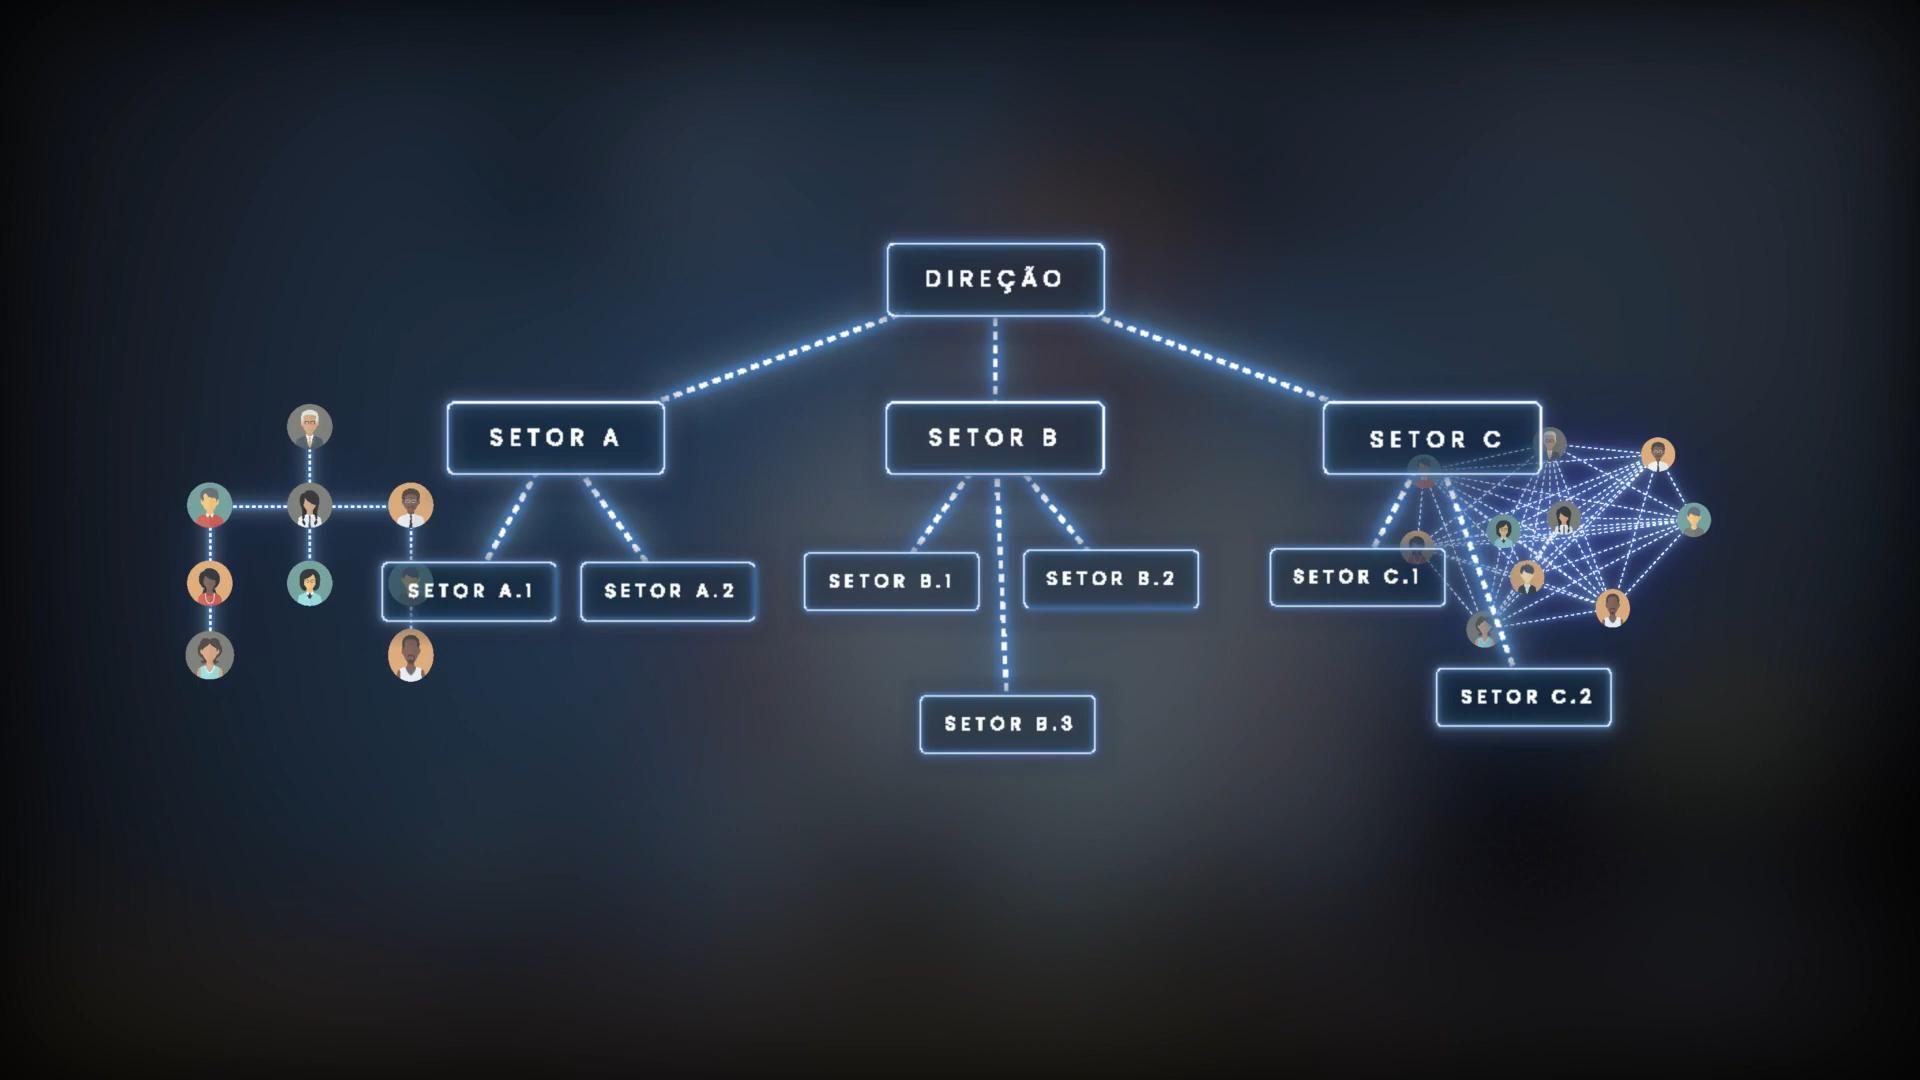 DIREÇÃO
SETOR A
SETOR B
SETOR C
SETOR A.1
SETOR A.2
SETOR B.1
SETOR B.2
SETOR C.1
SETOR B.3
SETOR C.2